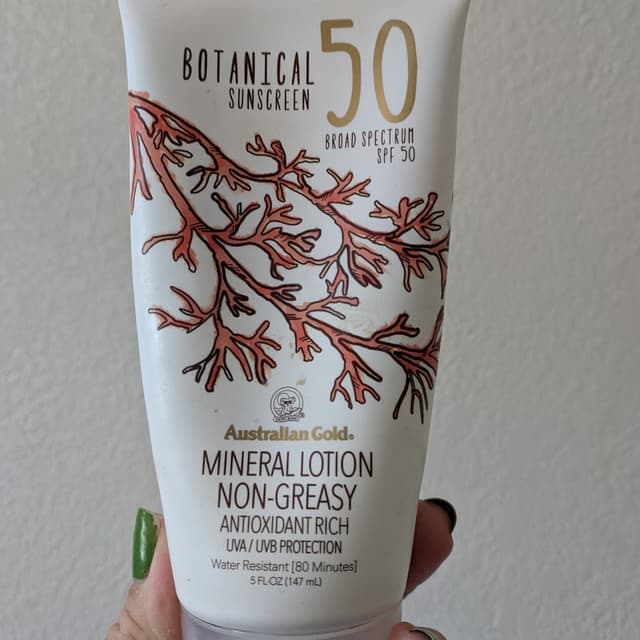 BOTANICAL 50
SUNSCREEN
BROAD SPECTRUM
SPF 50
Australian Gold®
MINERAL LOTION
NON-GREASY
ANTIOXIDANT RICH
UVA / UVB PROTECTION
Water Resistant [80 Minutes]
5 FL·OZ (147 mL)